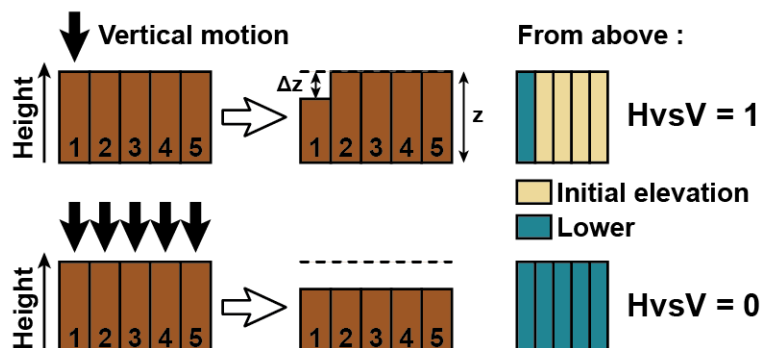 Vertical motion
From above :
Height
Δz
z
1 2 3 4 5
1 2 3 4 5
HvsV = 1
Initial elevation
Lower
Height
1 2 3 4 5
1 2 3 4 5
HvsV = 0